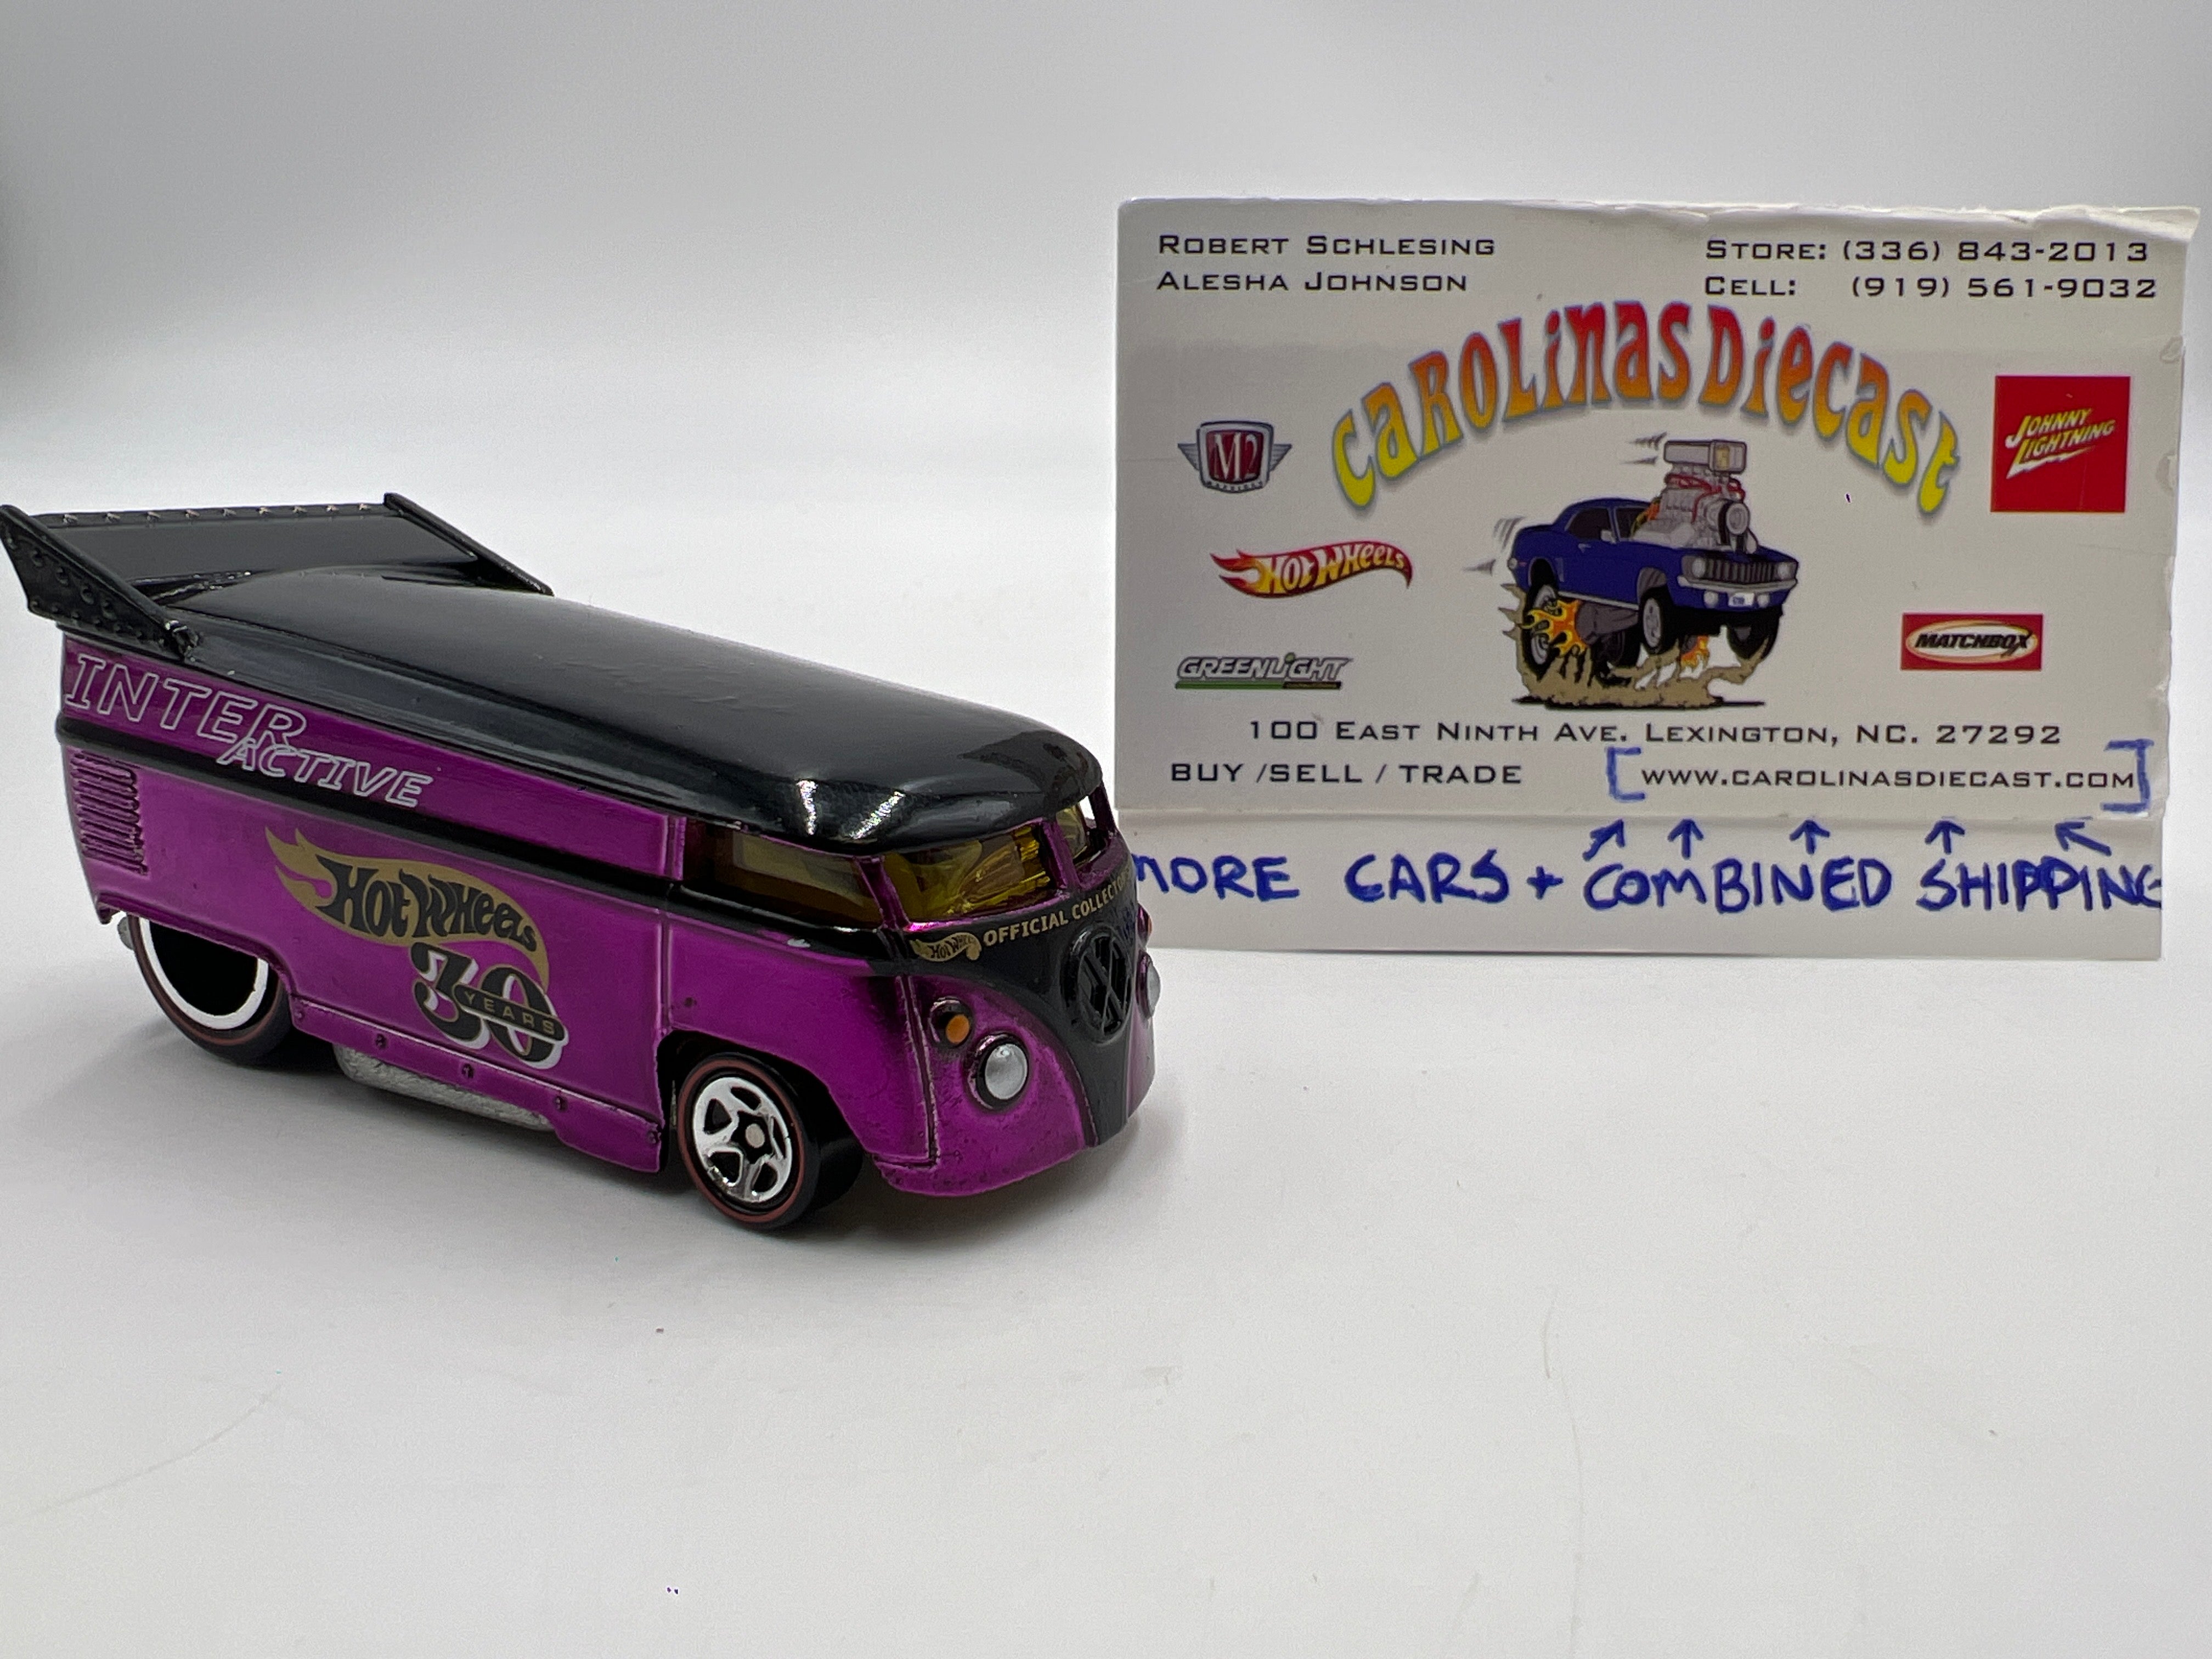 ROBERT SCHLESING
ALESHA JOHNSON
STORE: (336) 843-2013
CELL: (919) 561-9032
CAROLINAS DIECAST
M2
JOHNNY
LIGHTNING
HOT WHEELS
GREENLIGHT
MATCHBOX
100 EAST NINTH AVE. LEXINGTON, NC. 27292
BUY /SELL / TRADE
[WWW.CAROLINASDIECAST.COM]
MORE CARS + COMBINED SHIPPING
INTER
ACTIVE
HOT WHEELS
30
YEARS
HOT WHEELS
OFFICIAL COLLECTOR